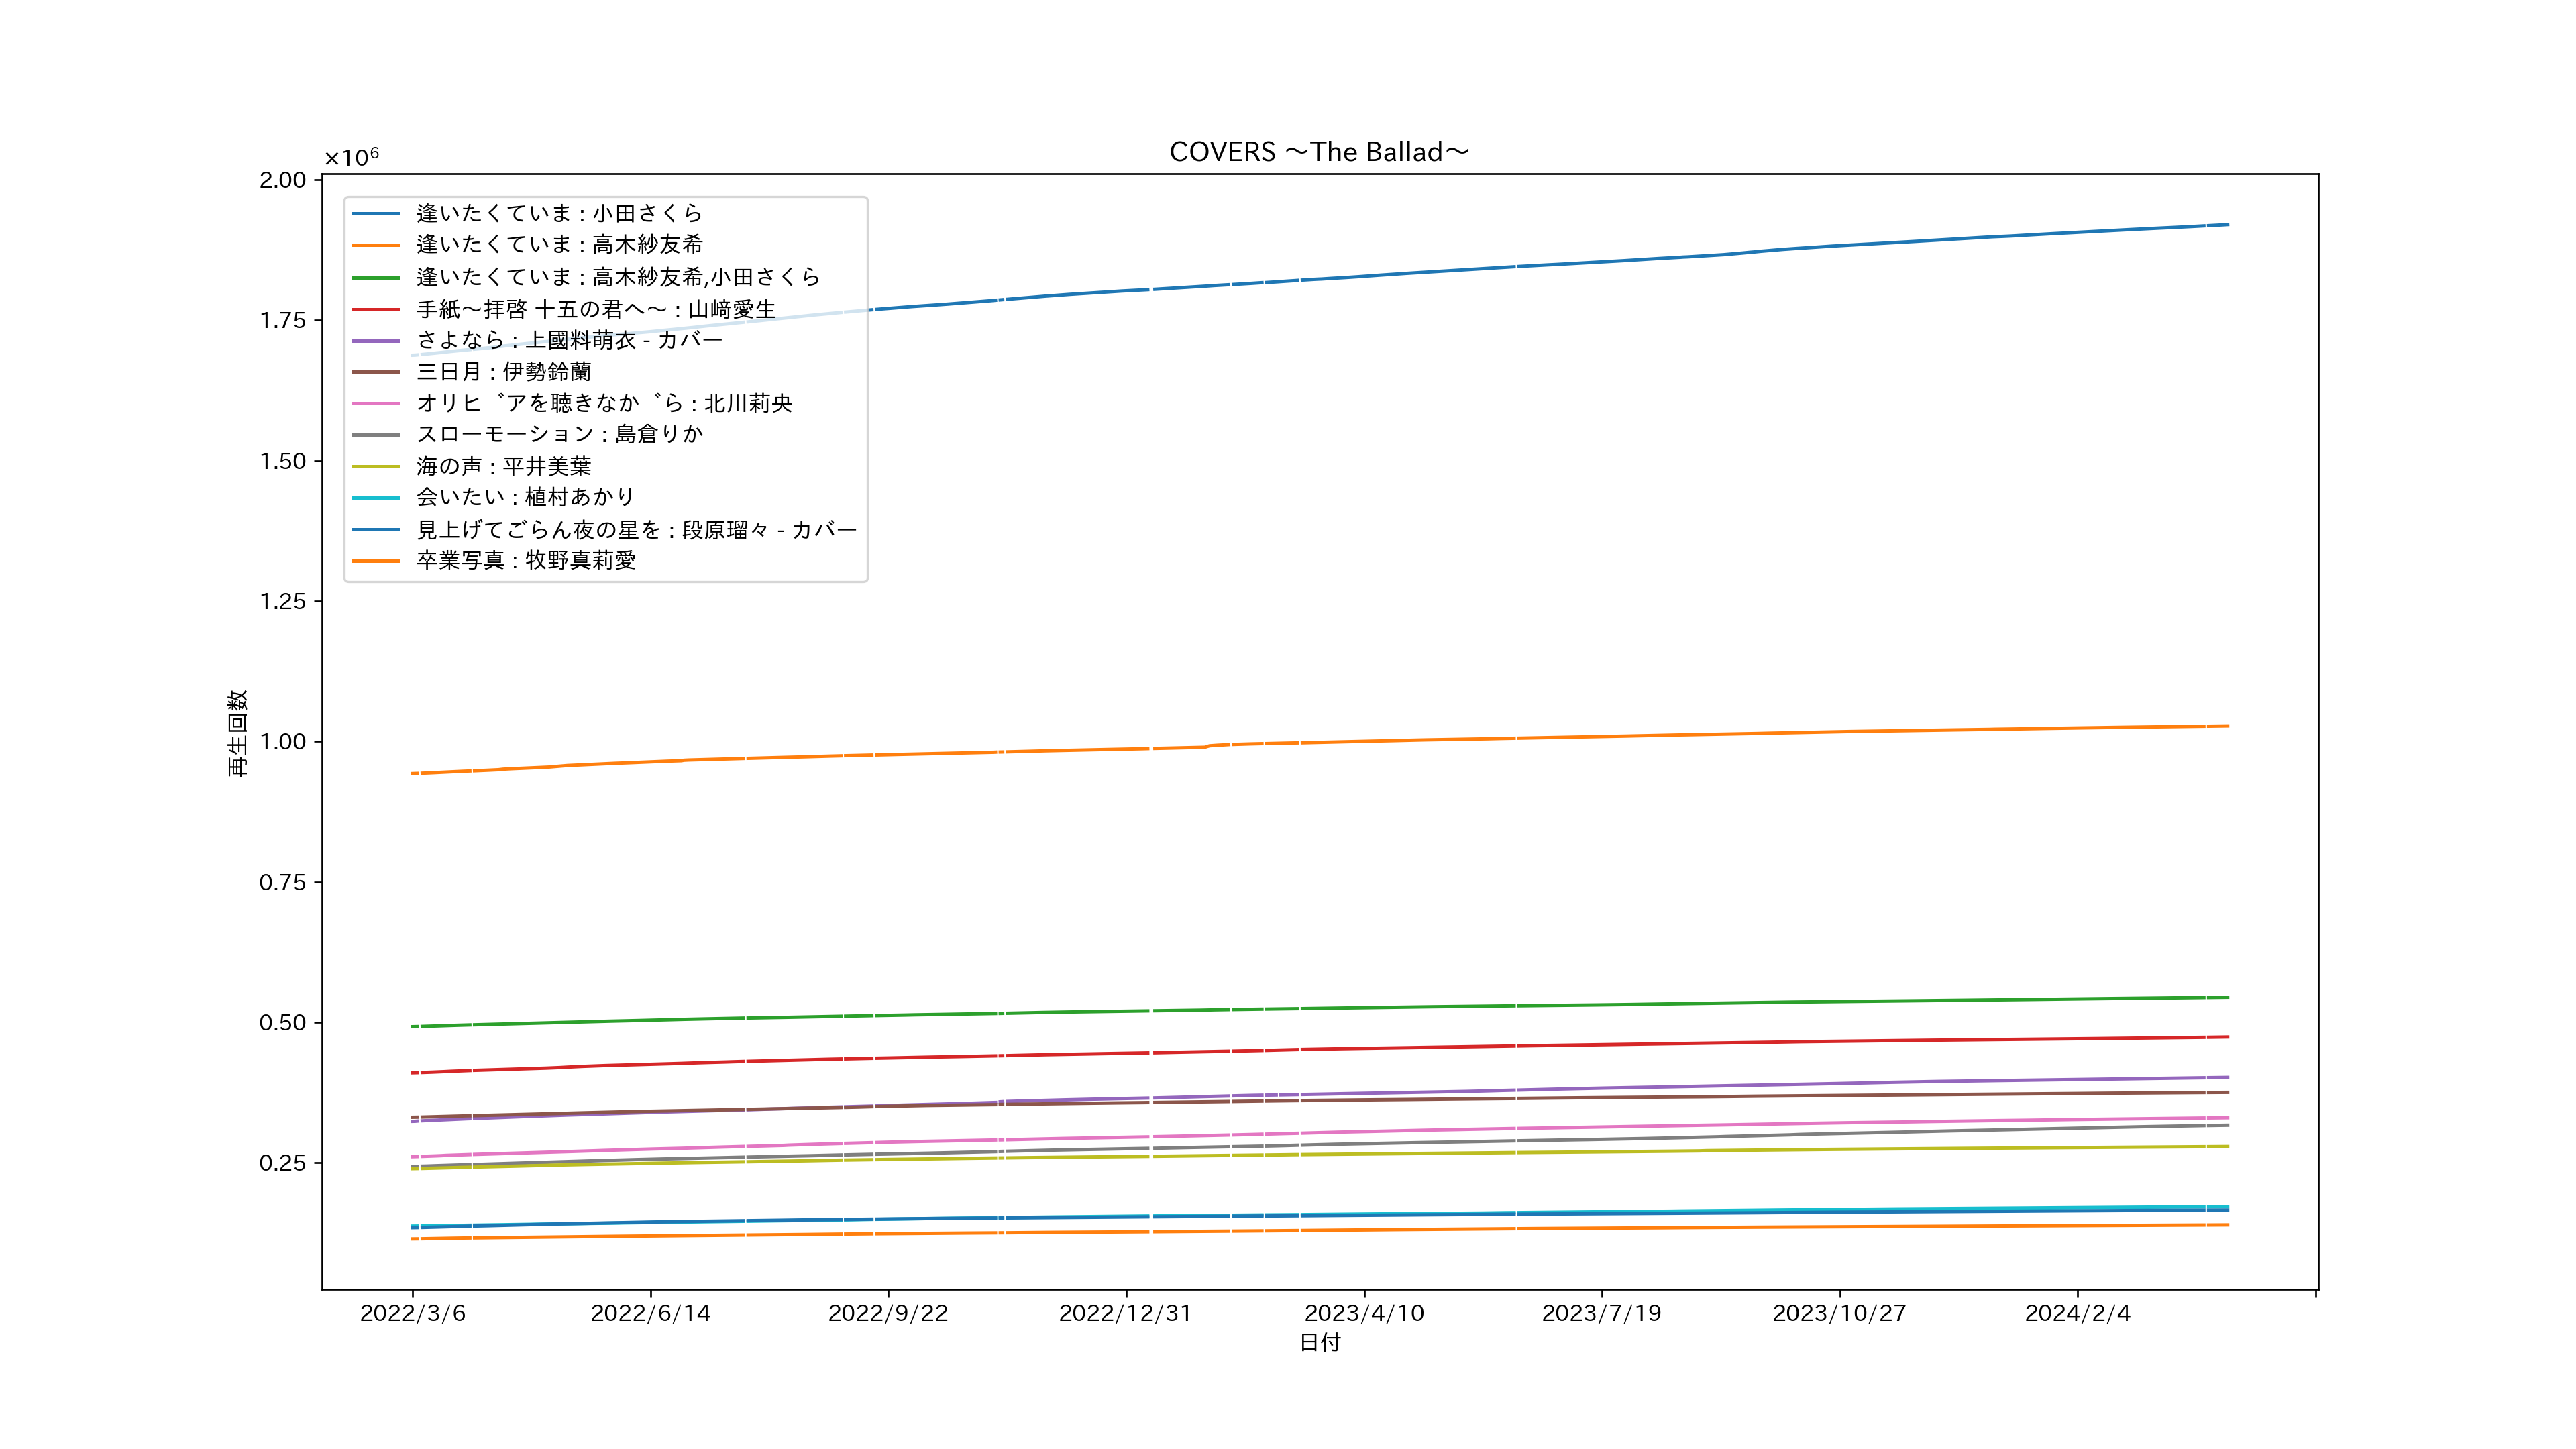 COVERS ～The Ballad～
×10⁶
2.00
1.75
1.50
1.25
1.00
0.75
0.50
0.25
再生回数
逢いたくていま : 小田さくら
逢いたくていま : 高木紗友希
逢いたくていま : 高木紗友希,小田さくら
手紙～拝啓 十五の君へ～ : 山﨑愛生
さよなら : 上國料萌衣 - カバー
三日月 : 伊勢鈴蘭
オリヒ゛アを聴きなか゛ら : 北川莉央
スローモーション : 島倉りか
海の声 : 平井美葉
会いたい : 植村あかり
見上げてごらん夜の星を : 段原瑠々 - カバー
卒業写真 : 牧野真莉愛
2022/3/6
2022/6/14
2022/9/22
2022/12/31
2023/4/10
2023/7/19
2023/10/27
2024/2/4
日付